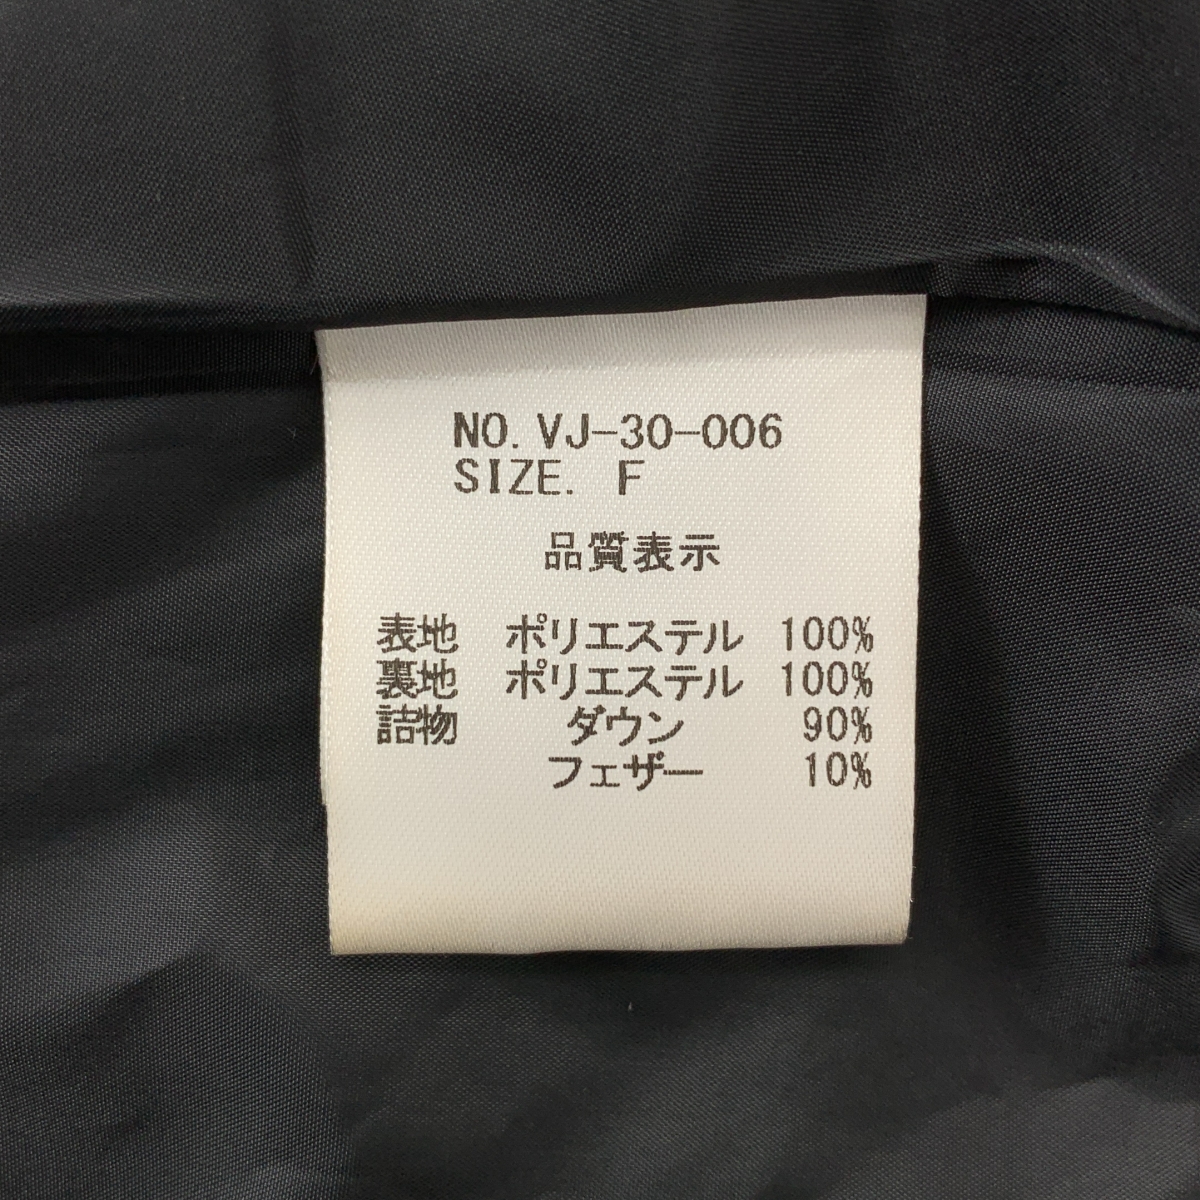 NO. VJ-30-006
SIZE. F
品質表示
表地 ポリエステル 100%
裏地 ポリエステル 100%
詰物 ダウン 90%
フェザー 10%